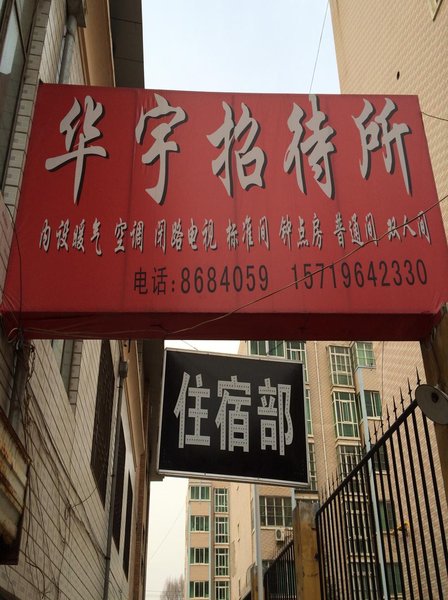 华宇招待所
内设暖气 空调 闭路电视 标准间 钟点房 普通间 双人间
电话:8684059 15719642330
住宿部